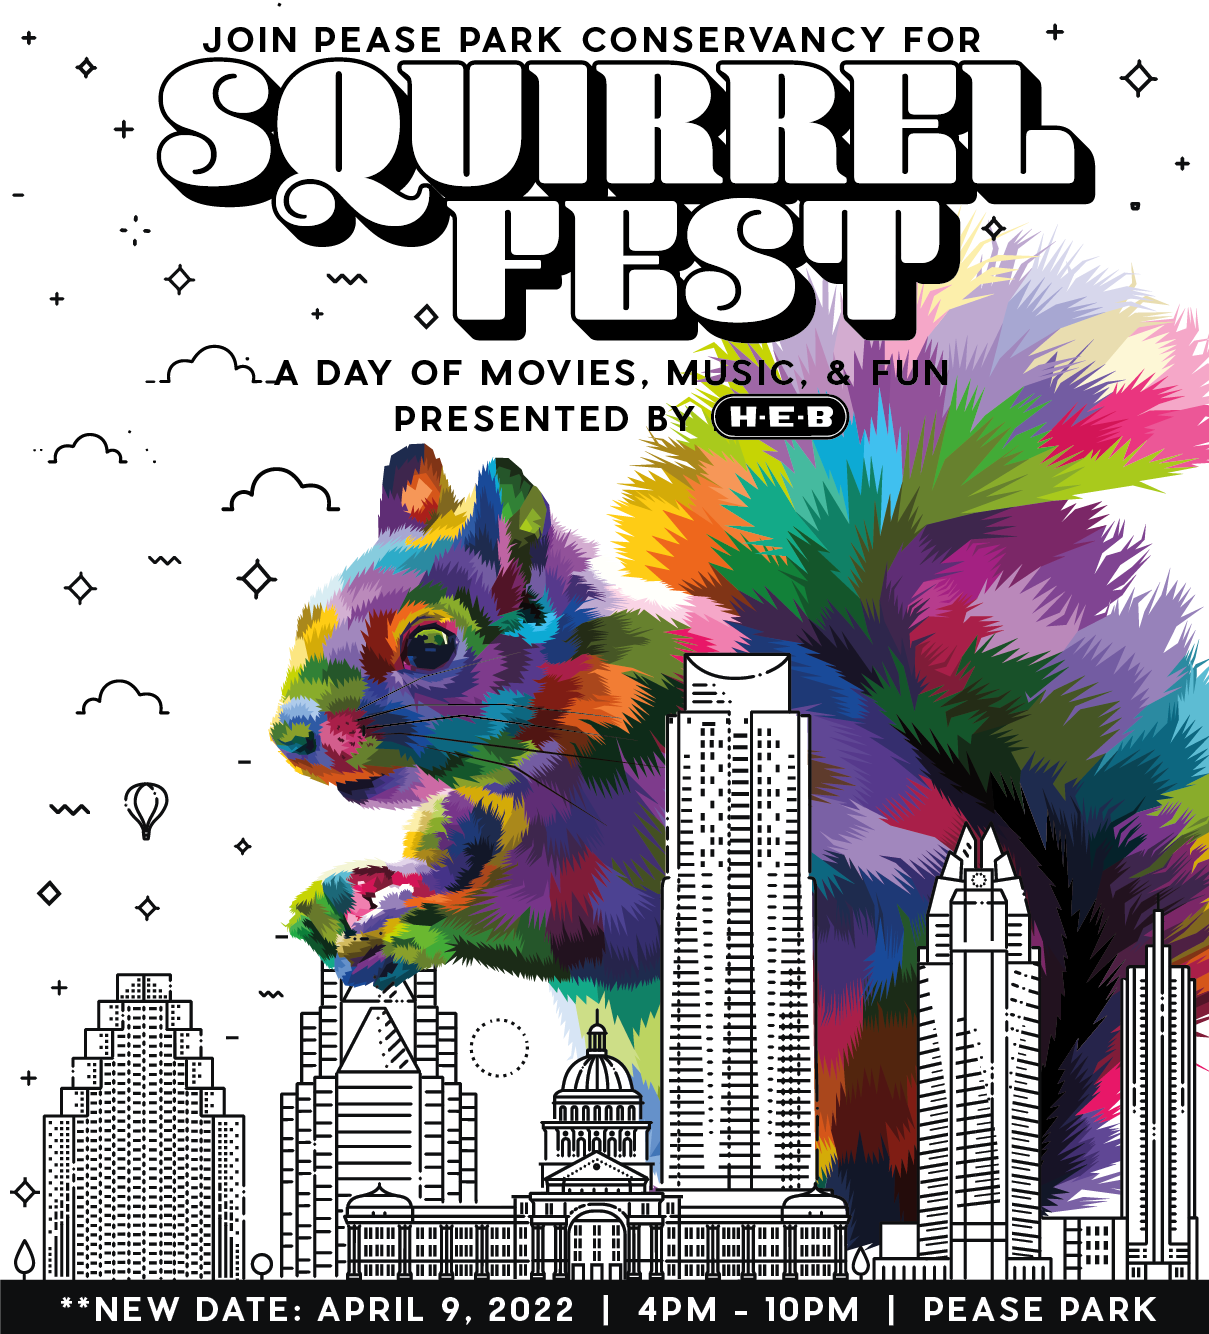 JOIN PEASE PARK CONSERVANCY FOR
SQUIRREL
FEST
A DAY OF MOVIES, MUSIC, & FUN
PRESENTED BY H-E-B
**NEW DATE: APRIL 9, 2022 | 4PM - 10PM | PEASE PARK